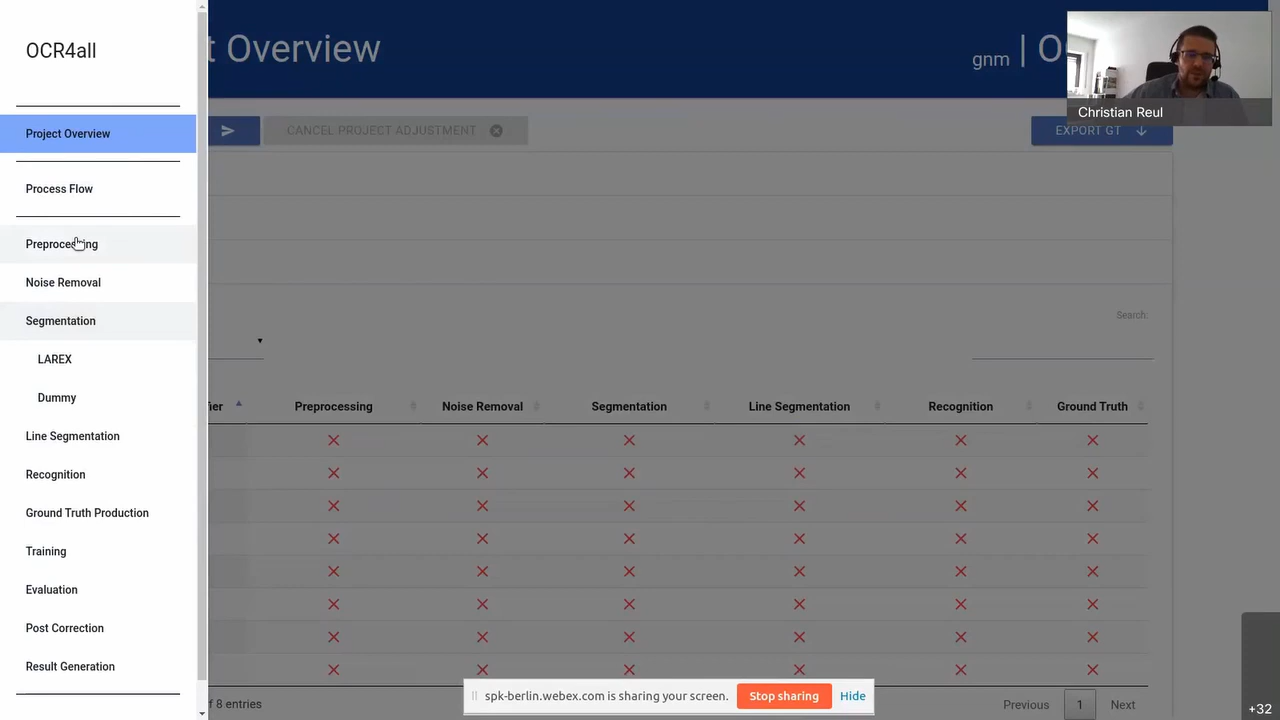 OCR4all
Project Overview
Process Flow
Preprocessing
Noise Removal
Segmentation
LAREX
Dummy
Line Segmentation
Recognition
Ground Truth Production
Training
Evaluation
Post Correction
Result Generation
t Overview
gnm | O
Christian Reul
CANCEL PROJECT ADJUSTMENT
EXPORT GT
Search:
fier Preprocessing Noise Removal Segmentation Line Segmentation Recognition Ground Truth
f 8 entries
Previous 1 Next
spk-berlin.webex.com is sharing your screen. Stop sharing Hide
+32